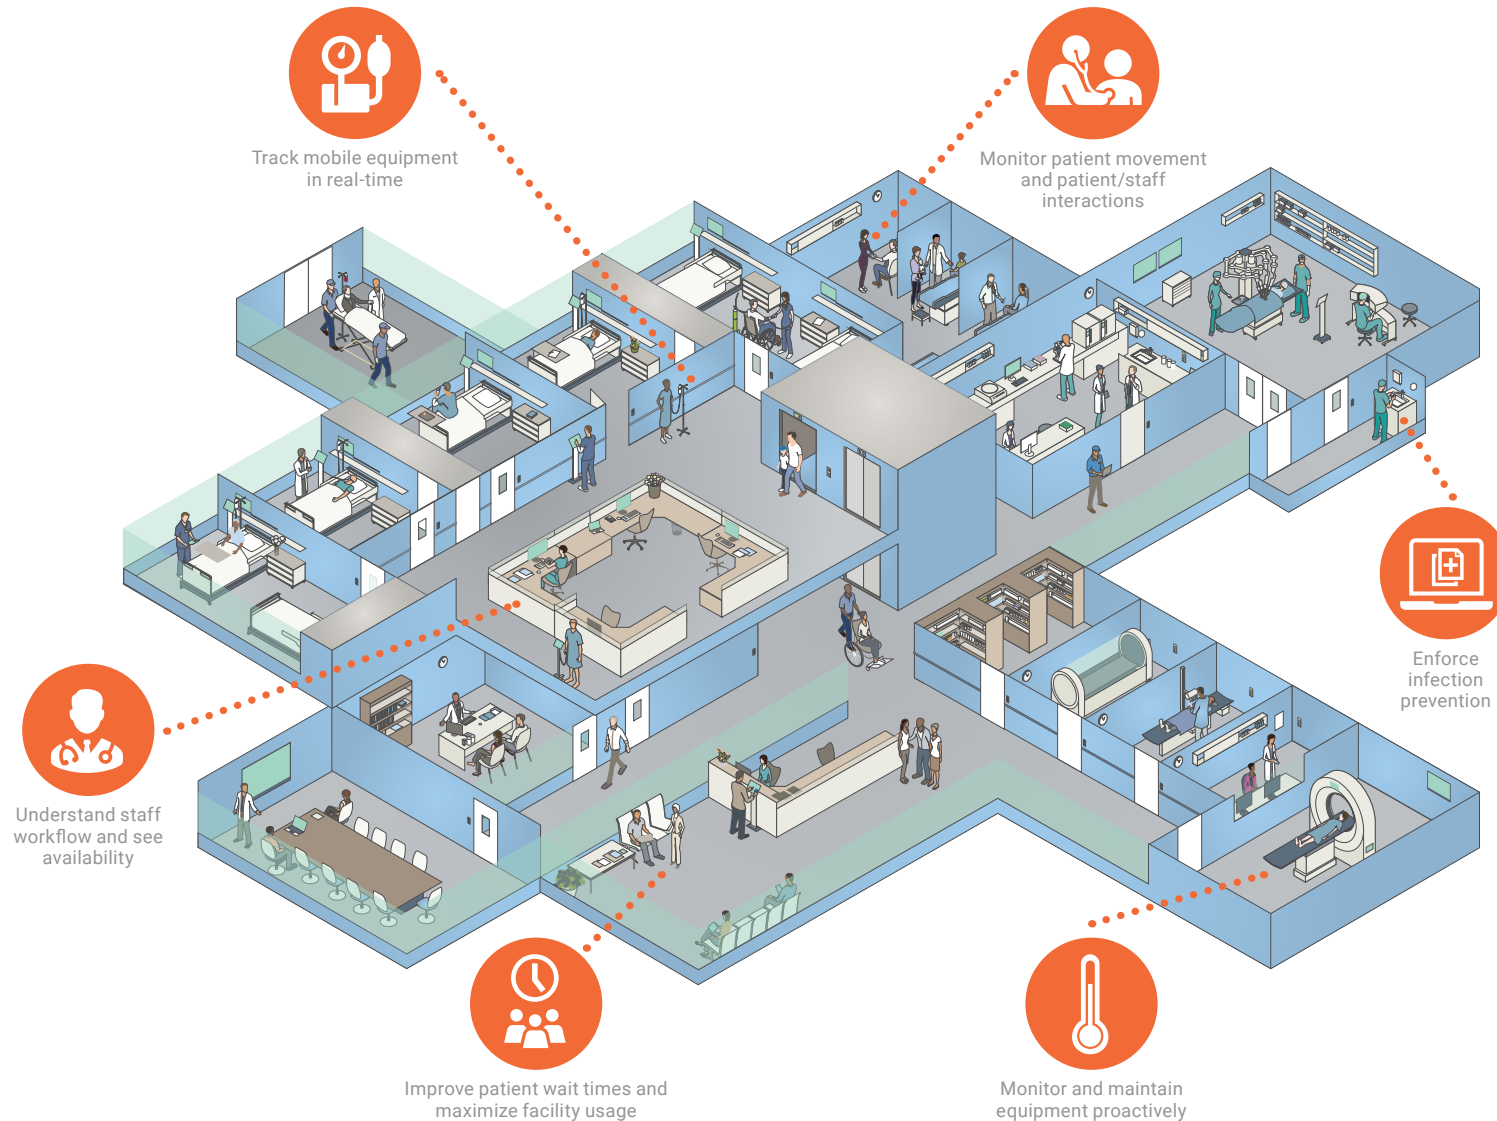 Track mobile equipment
in real-time
Monitor patient movement
and patient/staff
interactions
Enforce
infection
prevention
Understand staff
workflow and see
availability
Improve patient wait times and
maximize facility usage
Monitor and maintain
equipment proactively